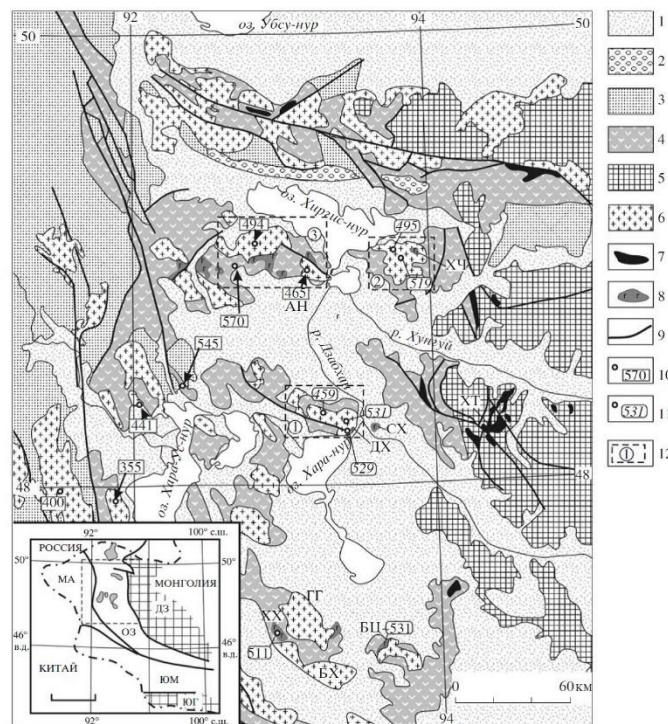 50
92
оз. Убсу-нур
94
50
1
2
3
4
5
6
7
8
9
570
10
531
11
1
12
оз. Хиргис-нур
494
3
495
2
519
ХЧ
465
АН
570
р. Дзабхан
р. Хунгуй
545
459
531
1
441
СХ
ДХ
529
ХТ
оз. Хара-Ус-нур
оз. Хара-нур
48
400
355
48
ГГ
ХХ
511
БЦ
531
БХ
0
60
км
94
92°
100° с.ш.
РОССИЯ
50°
50°
МА
МОНГОЛИЯ
ДЗ
ОЗ
46°
в.д.
46°
в.д.
КИТАЙ
ЮМ
ЮГ
92°
100°